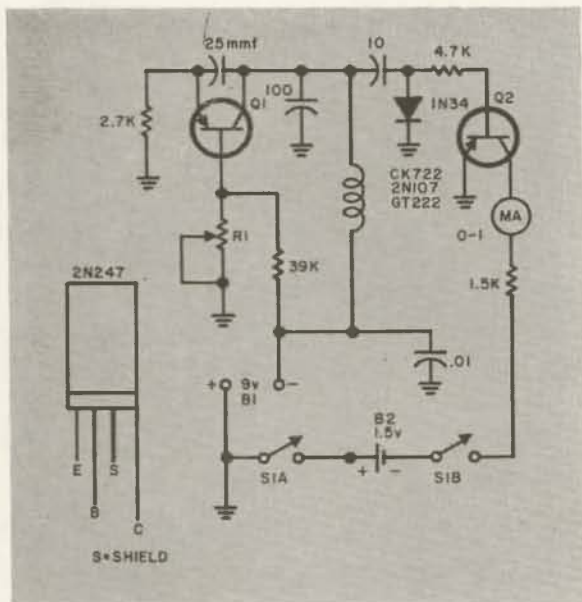 25mmf
10
4.7K
100
Q1
Q2
2.7K
1N34
CK722
2N107
GT222
MA
R1
0-1
39K
1.5K
2N247
.01
+ 9v -
B1
B2
1.5v
+ -
S1A
S1B
E S
B
C
S=SHIELD